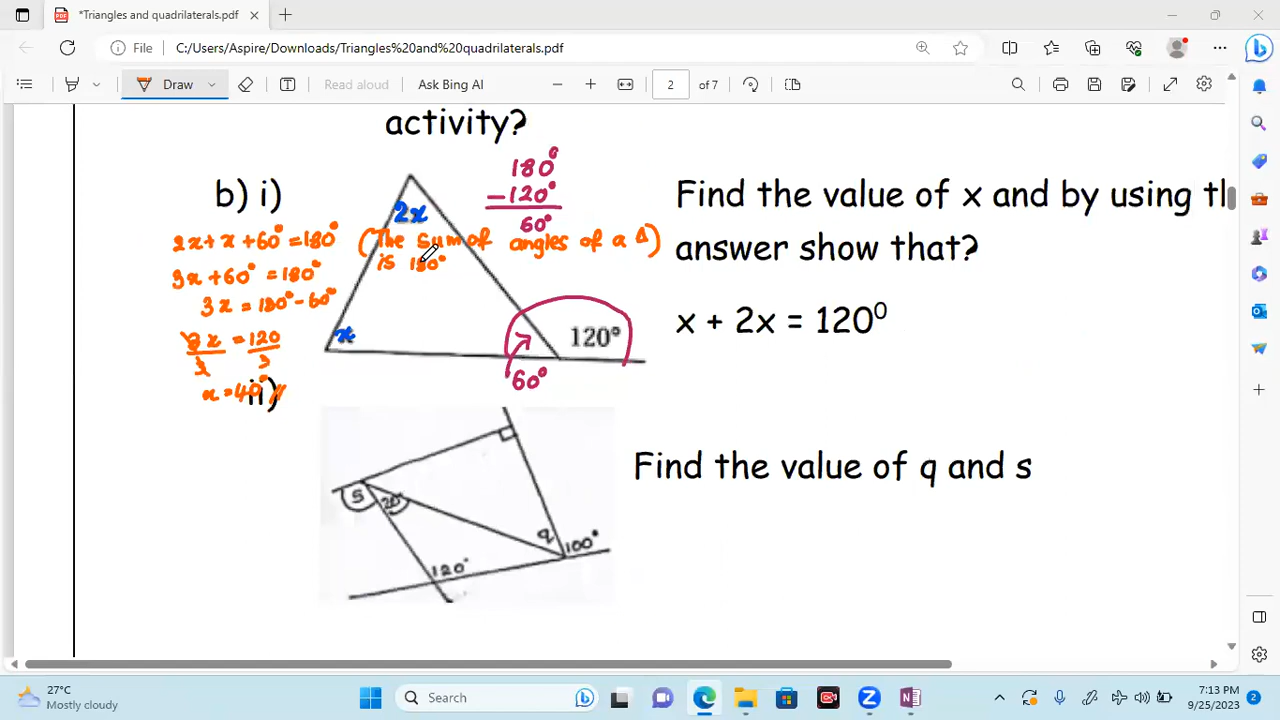 *Triangles and quadrilaterals.pdf
File C:/Users/Aspire/Downloads/Triangles%20and%20quadrilaterals.pdf
Draw Read aloud Ask Bing AI 2 of 7
activity?
b) i)
2x
180°
−120°
60°
2x+x+60°=180° (The sum of angles of a Δ)
is 180°
3x+60°=180°
3x=180°-60°
3x=120
3 3
x=40°//
x
120°
60°
Find the value of x and by using t
answer show that?
x + 2x = 120⁰
ii)
S
20°
q
100°
120°
Find the value of q and s
27°C
Mostly cloudy
Search
7:13 PM
9/25/2023
2